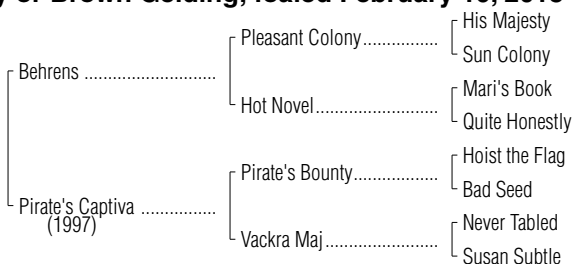 or Brown Gelding; foaled February
His Majesty
Pleasant Colony
Sun Colony
Behrens
Mari's Book
Hot Novel
Quite Honestly
Hoist the Flag
Pirate's Bounty
Bad Seed
Pirate's Captiva
(1997)
Never Tabled
Vackra Maj
Susan Subtle